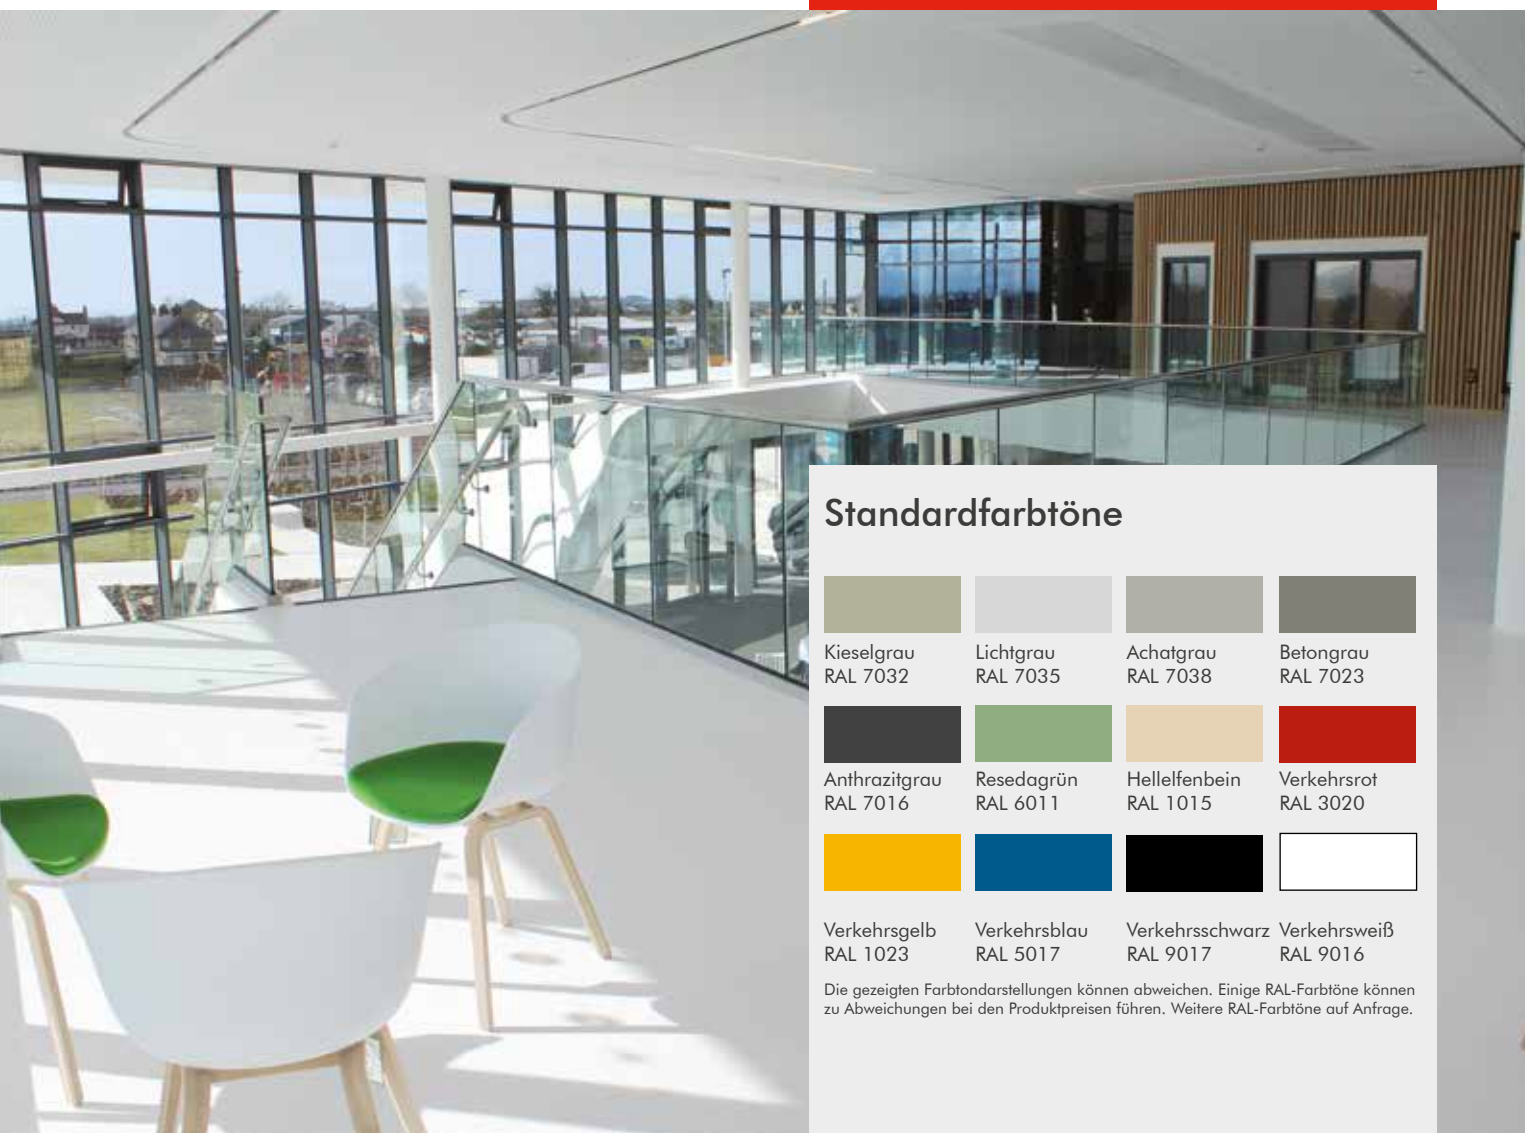 Standardfarbtöne
Kieselgrau
RAL 7032
Lichtgrau
RAL 7035
Achatgrau
RAL 7038
Betongrau
RAL 7023
Anthrazitgrau
RAL 7016
Resedagrün
RAL 6011
Hellelfenbein
RAL 1015
Verkehrsrot
RAL 3020
Verkehrsgelb
RAL 1023
Verkehrsblau
RAL 5017
Verkehrsschwarz
RAL 9017
Verkehrsweiß
RAL 9016
Die gezeigten Farbtondarstellungen können abweichen. Einige RAL-Farbtöne können
zu Abweichungen bei den Produktpreisen führen. Weitere RAL-Farbtöne auf Anfrage.